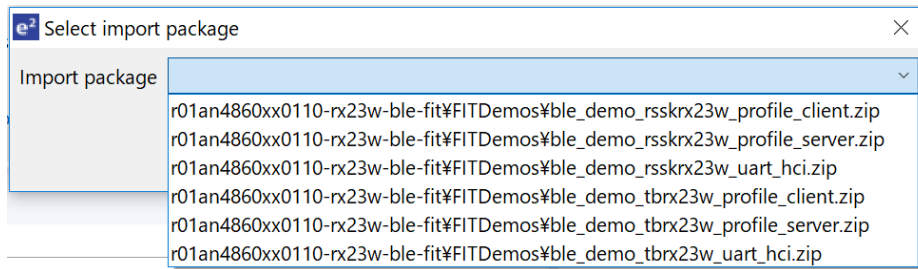 e² Select import package
Import package
r01an4860xx0110-rx23w-ble-fit¥FITDemos¥ble_demo_rsskrx23w_profile_client.zip
r01an4860xx0110-rx23w-ble-fit¥FITDemos¥ble_demo_rsskrx23w_profile_server.zip
r01an4860xx0110-rx23w-ble-fit¥FITDemos¥ble_demo_rsskrx23w_uart_hci.zip
r01an4860xx0110-rx23w-ble-fit¥FITDemos¥ble_demo_tbrx23w_profile_client.zip
r01an4860xx0110-rx23w-ble-fit¥FITDemos¥ble_demo_tbrx23w_profile_server.zip
r01an4860xx0110-rx23w-ble-fit¥FITDemos¥ble_demo_tbrx23w_uart_hci.zip